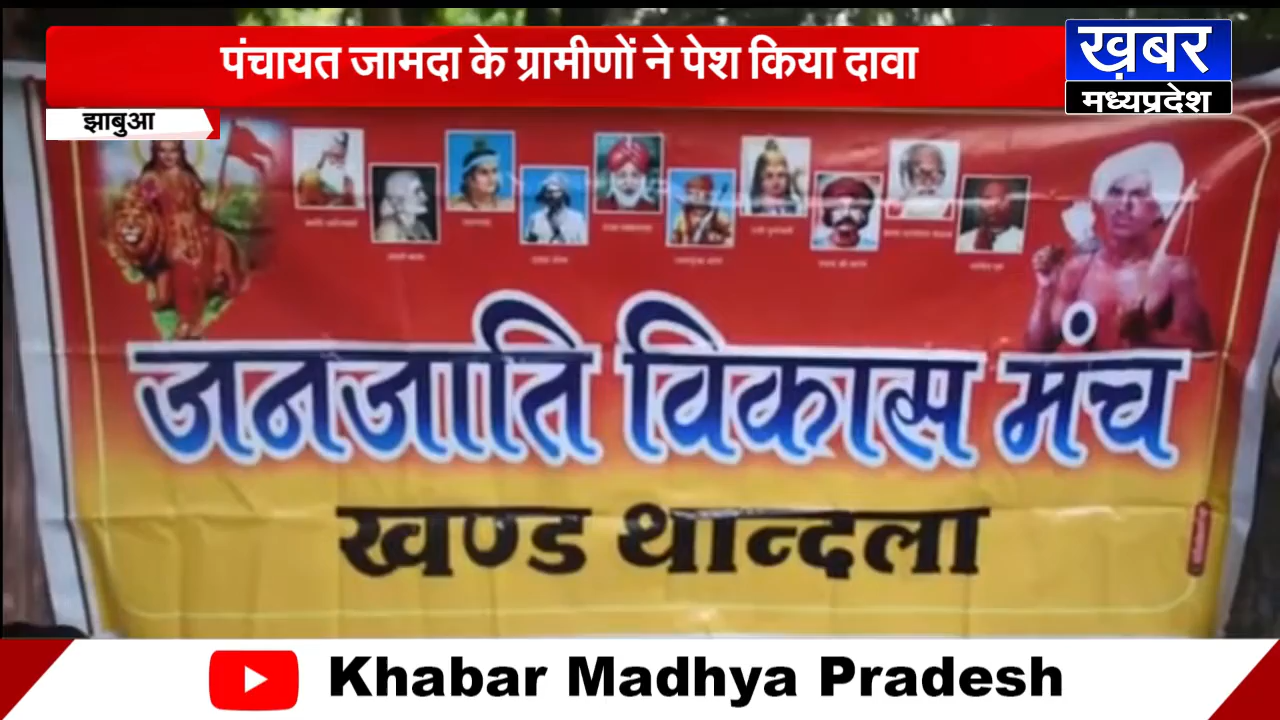 पंचायत जामदा के ग्रामीणों ने पेश किया दावा
ख़बर
मध्यप्रदेश
झाबुआ
जनजाति विकास मंच
खण्ड थान्दला
Khabar Madhya Pradesh